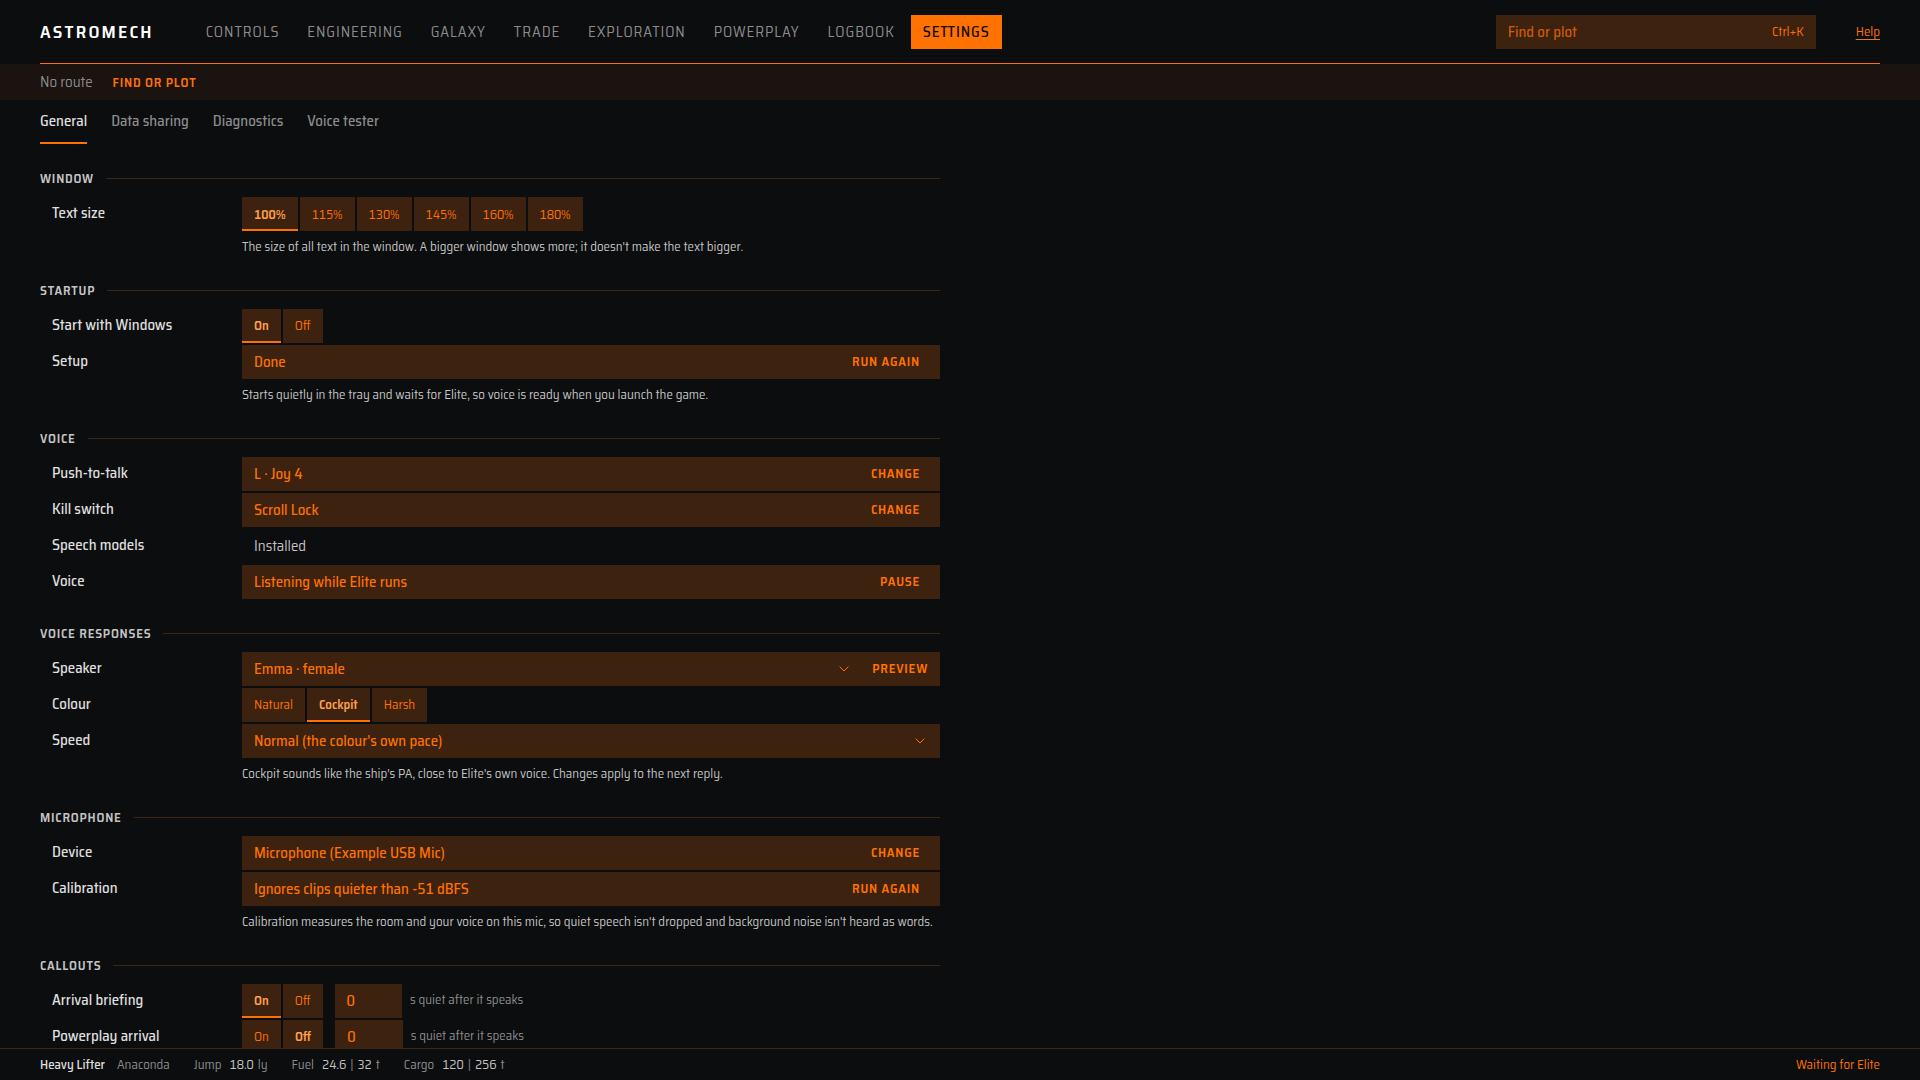 ASTROMECH CONTROLS ENGINEERING GALAXY TRADE EXPLORATION POWERPLAY LOGBOOK SETTINGS Find or plot Ctrl+K Help
No route FIND OR PLOT
General Data sharing Diagnostics Voice tester
WINDOW
Text size 100% 115% 130% 145% 160% 180%
The size of all text in the window. A bigger window shows more; it doesn't make the text bigger.
STARTUP
Start with Windows On Off
Setup Done RUN AGAIN
Starts quietly in the tray and waits for Elite, so voice is ready when you launch the game.
VOICE
Push-to-talk L · Joy 4 CHANGE
Kill switch Scroll Lock CHANGE
Speech models Installed
Voice Listening while Elite runs PAUSE
VOICE RESPONSES
Speaker Emma · female PREVIEW
Colour Natural Cockpit Harsh
Speed Normal (the colour's own pace)
Cockpit sounds like the ship's PA, close to Elite's own voice. Changes apply to the next reply.
MICROPHONE
Device Microphone (Example USB Mic) CHANGE
Calibration Ignores clips quieter than -51 dBFS RUN AGAIN
Calibration measures the room and your voice on this mic, so quiet speech isn't dropped and background noise isn't heard as words.
CALLOUTS
Arrival briefing On Off 0 s quiet after it speaks
Powerplay arrival On Off 0 s quiet after it speaks
Heavy Lifter Anaconda Jump 18.0 ly Fuel 24.6 | 32 t Cargo 120 | 256 t Waiting for Elite